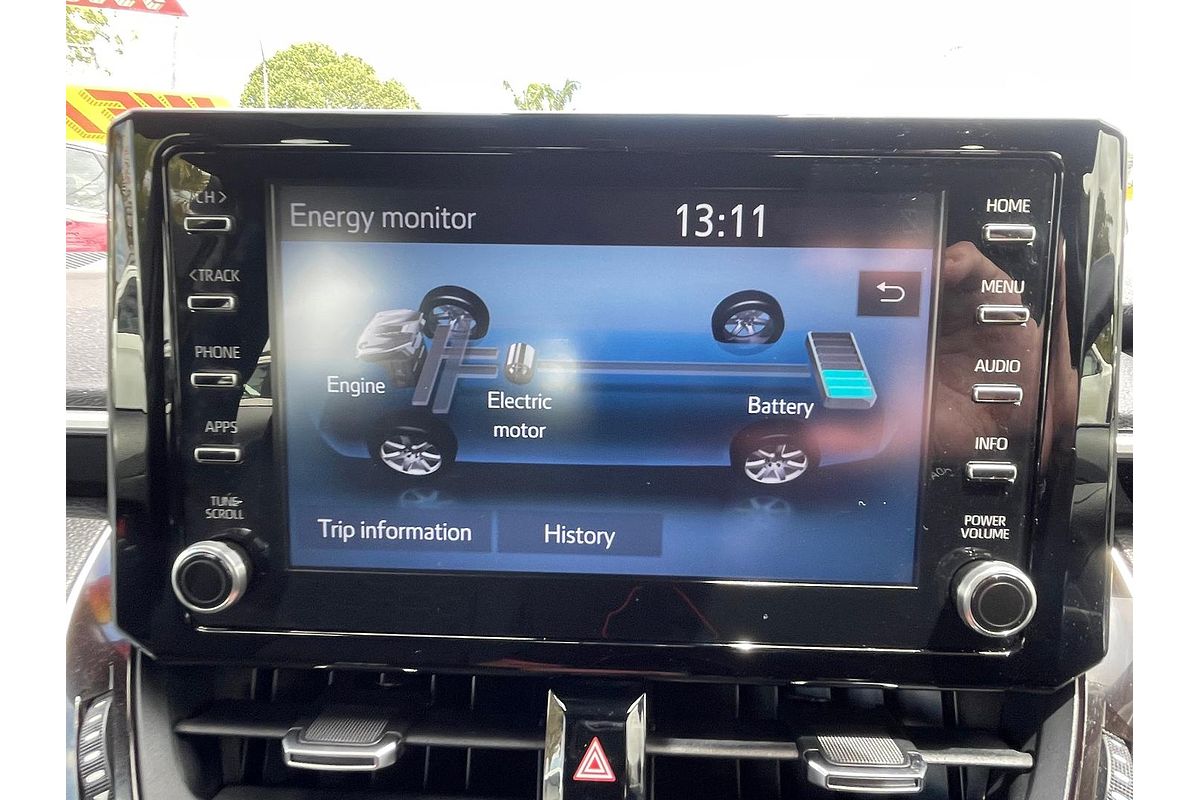 CH >
Energy monitor 13:11
HOME
< TRACK
MENU
PHONE
Engine
Electric
motor
Battery
AUDIO
APPS
INFO
TUNE·
SCROLL
Trip information
History
POWER
VOLUME